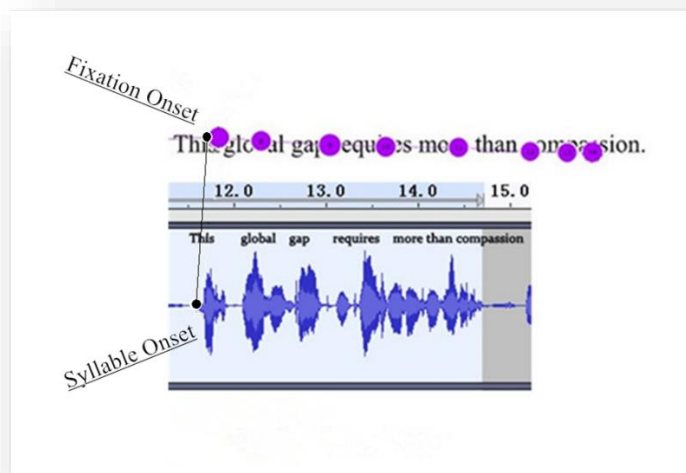 Fixation Onset
This global gap requires more than compassion.
12.0 13.0 14.0 15.0
This global gap requires more than compassion
Syllable Onset